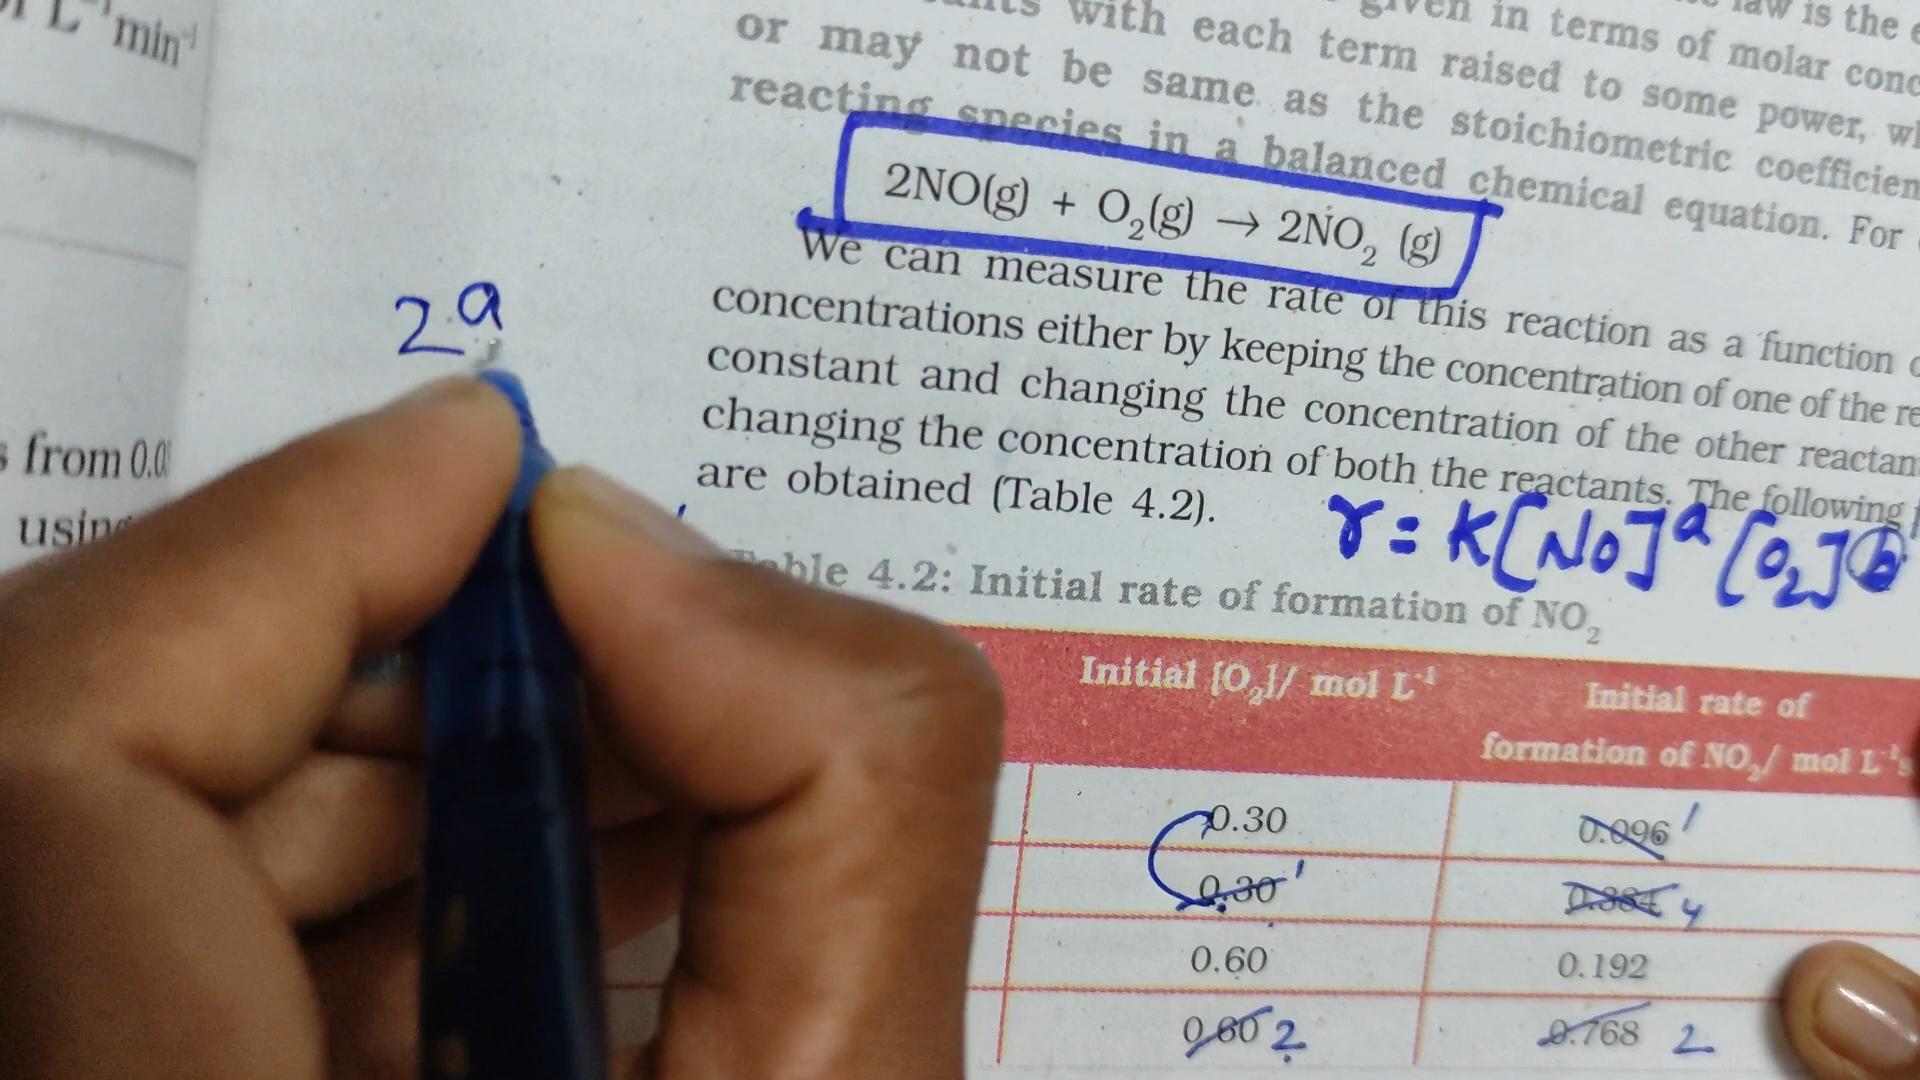 L⁻¹ min⁻¹
s from 0.0
using
given in terms of molar conc
with each term raised to some power,
or may not be same as the stoichiometric coefficien
reacting species in a balanced chemical equation. For
2NO(g) + O₂(g) → 2NO₂ (g)
We can measure the rate of this reaction as a function
concentrations either by keeping the concentration of one of the re
constant and changing the concentration of the other reactan
changing the concentration of both the reactants. The following
are obtained (Table 4.2).
2ᵃ
r = K[NO]ᵃ [O₂]ᵇ
Table 4.2: Initial rate of formation of NO₂
Initial [O₂]/ mol L⁻¹ Initial rate of
formation of NO₂/ mol L⁻¹s
0.30 0.096 1
0.30 1 0.384 4
0.60 0.192
0.60 2 0.768 2